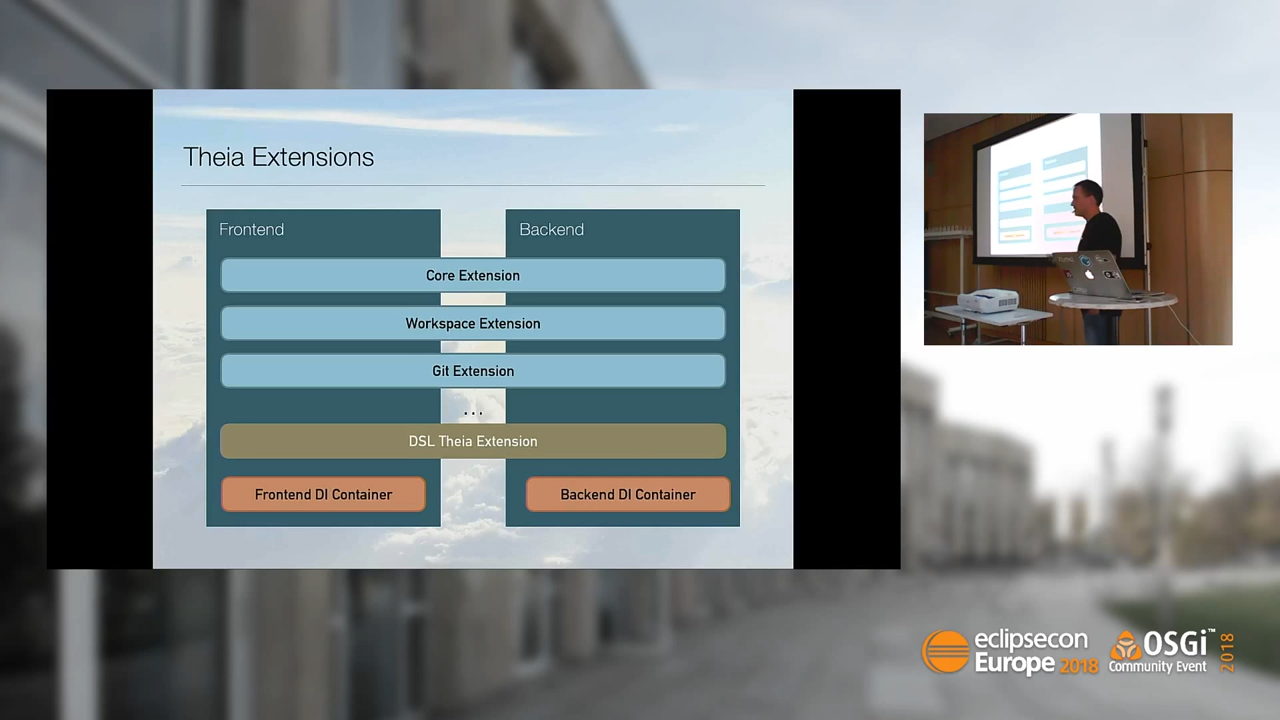 Theia Extensions
Frontend
Backend
Core Extension
Workspace Extension
Git Extension
...
DSL Theia Extension
Frontend DI Container
Backend DI Container
eclipsecon
Europe 2018
OSGi™
Community Event
2018